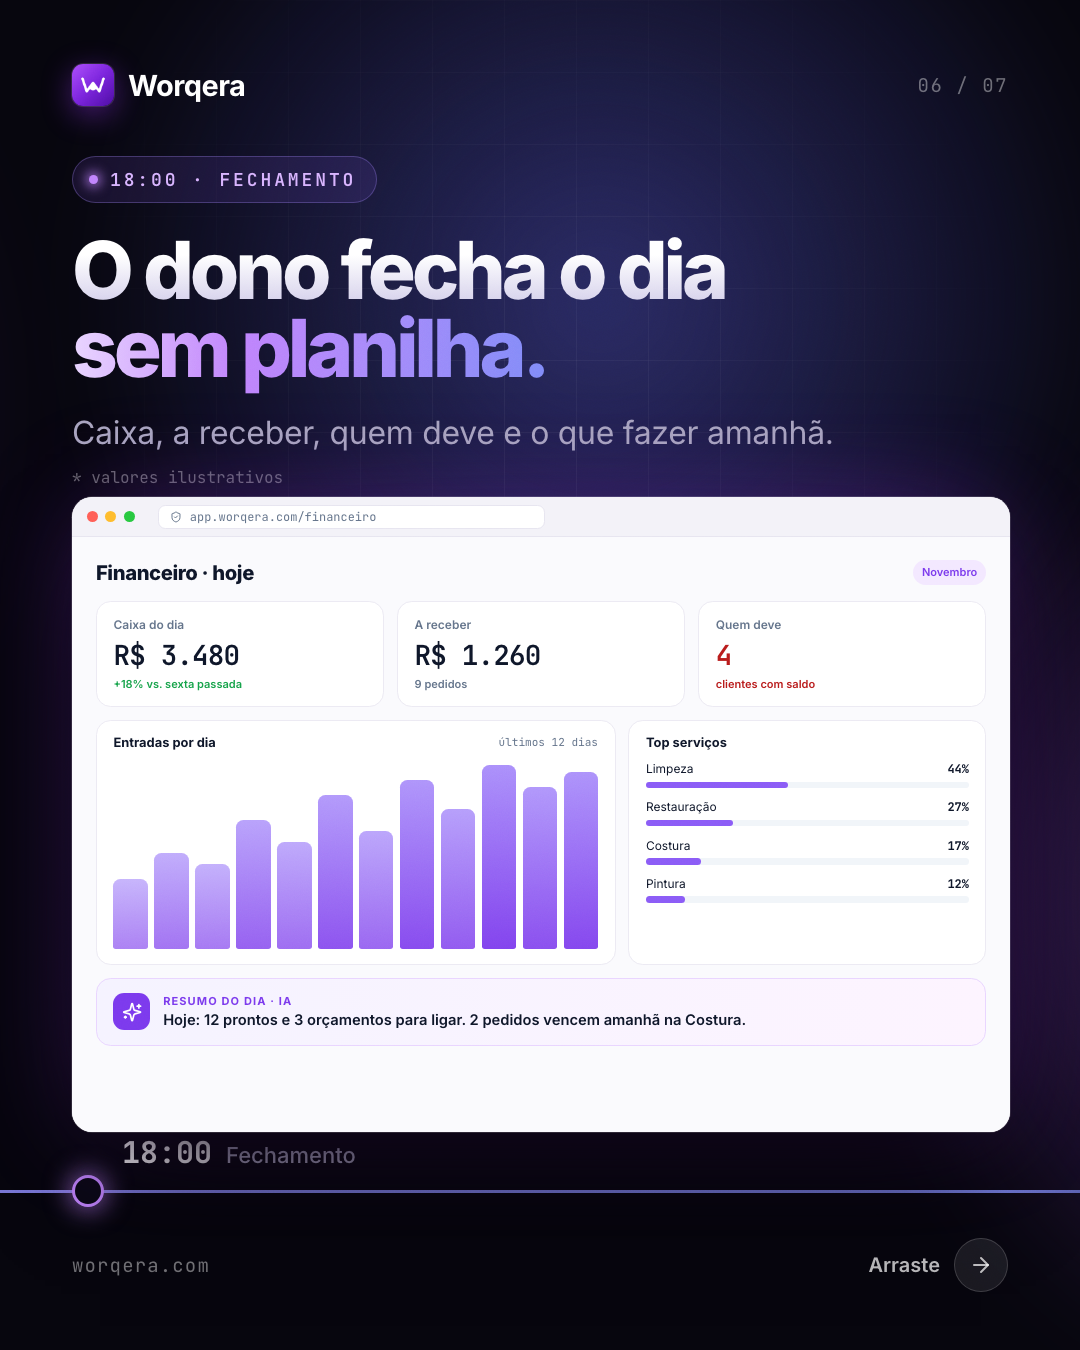 Worqera
06 / 07
18:00 · FECHAMENTO
O dono fecha o dia
sem planilha.
Caixa, a receber, quem deve e o que fazer amanhã.
* valores ilustrativos
app.worqera.com/financeiro
Financeiro · hoje
Novembro
Caixa do dia
R$ 3.480
+18% vs. sexta passada
A receber
R$ 1.260
9 pedidos
Quem deve
4
clientes com saldo
Entradas por dia
últimos 12 dias
Top serviços
Limpeza 44%
Restauração 27%
Costura 17%
Pintura 12%
RESUMO DO DIA · IA
Hoje: 12 prontos e 3 orçamentos para ligar. 2 pedidos vencem amanhã na Costura.
18:00 Fechamento
worqera.com
Arraste